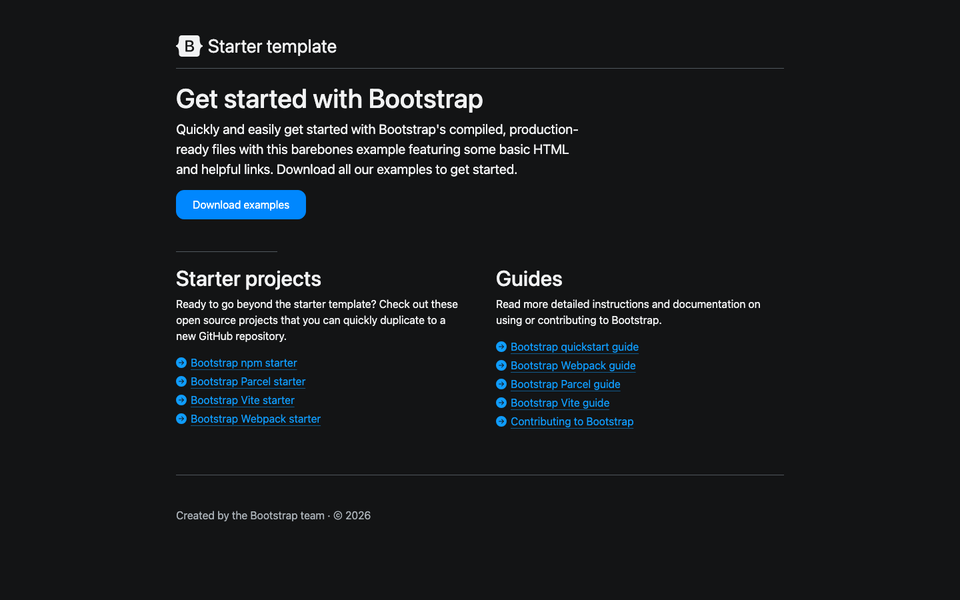 B Starter template
Get started with Bootstrap
Quickly and easily get started with Bootstrap's compiled, production-
ready files with this barebones example featuring some basic HTML
and helpful links. Download all our examples to get started.
Download examples
Starter projects
Ready to go beyond the starter template? Check out these
open source projects that you can quickly duplicate to a
new GitHub repository.
Bootstrap npm starter
Bootstrap Parcel starter
Bootstrap Vite starter
Bootstrap Webpack starter
Guides
Read more detailed instructions and documentation on
using or contributing to Bootstrap.
Bootstrap quickstart guide
Bootstrap Webpack guide
Bootstrap Parcel guide
Bootstrap Vite guide
Contributing to Bootstrap
Created by the Bootstrap team · © 2026